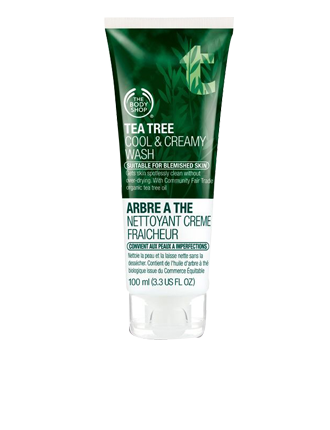 t
THE
BODY
SHOP
TEA TREE
COOL & CREAMY
WASH
SUITABLE FOR BLEMISHED SKIN
Gets skin spotlessly clean without
over-drying. With Community Fair Trade
organic tea tree oil.
ARBRE A THE
NETTOYANT CREME
FRAICHEUR
CONVIENT AUX PEAUX A IMPERFECTIONS
Nettoie la peau et la laisse nette sans la
dessécher. Contient de l'huile d'arbre à thé
biologique issue du Commerce Equitable
100 ml (3.3 US FL OZ)